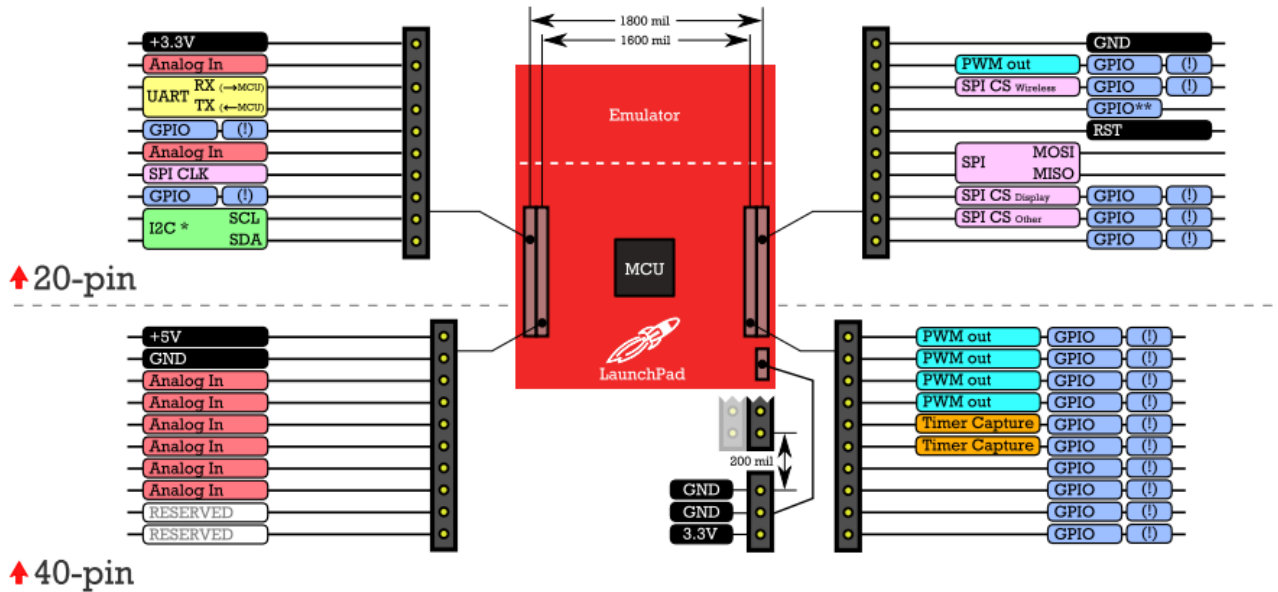 1800 mil
1600 mil
+3.3V
Analog In
UART RX (→MCU)
TX (←MCU)
GPIO (!)
Analog In
SPI CLK
GPIO (!)
I2C * SCL
SDA
Emulator
MCU
LaunchPad
GND
PWM out GPIO (!)
SPI CS Wireless GPIO (!)
GPIO**
RST
SPI MOSI
MISO
SPI CS Display GPIO (!)
SPI CS Other GPIO (!)
GPIO (!)
20-pin
+5V
GND
Analog In
Analog In
Analog In
Analog In
Analog In
Analog In
RESERVED
RESERVED
200 mil
GND
GND
3.3V
PWM out GPIO (!)
PWM out GPIO (!)
PWM out GPIO (!)
PWM out GPIO (!)
Timer Capture GPIO (!)
Timer Capture GPIO (!)
GPIO (!)
GPIO (!)
GPIO (!)
GPIO (!)
40-pin